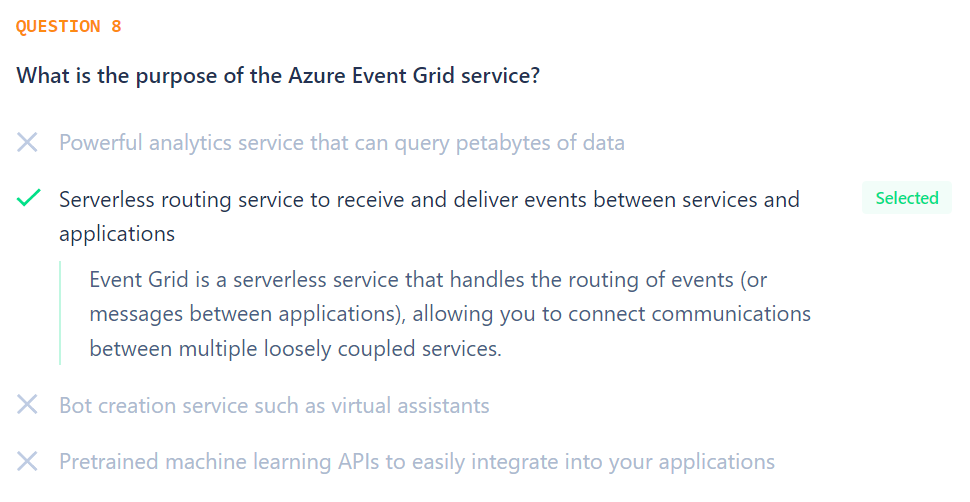 QUESTION 8
What is the purpose of the Azure Event Grid service?
Powerful analytics service that can query petabytes of data
Serverless routing service to receive and deliver events between services and
applications
Selected
Event Grid is a serverless service that handles the routing of events (or
messages between applications), allowing you to connect communications
between multiple loosely coupled services.
Bot creation service such as virtual assistants
Pretrained machine learning APIs to easily integrate into your applications